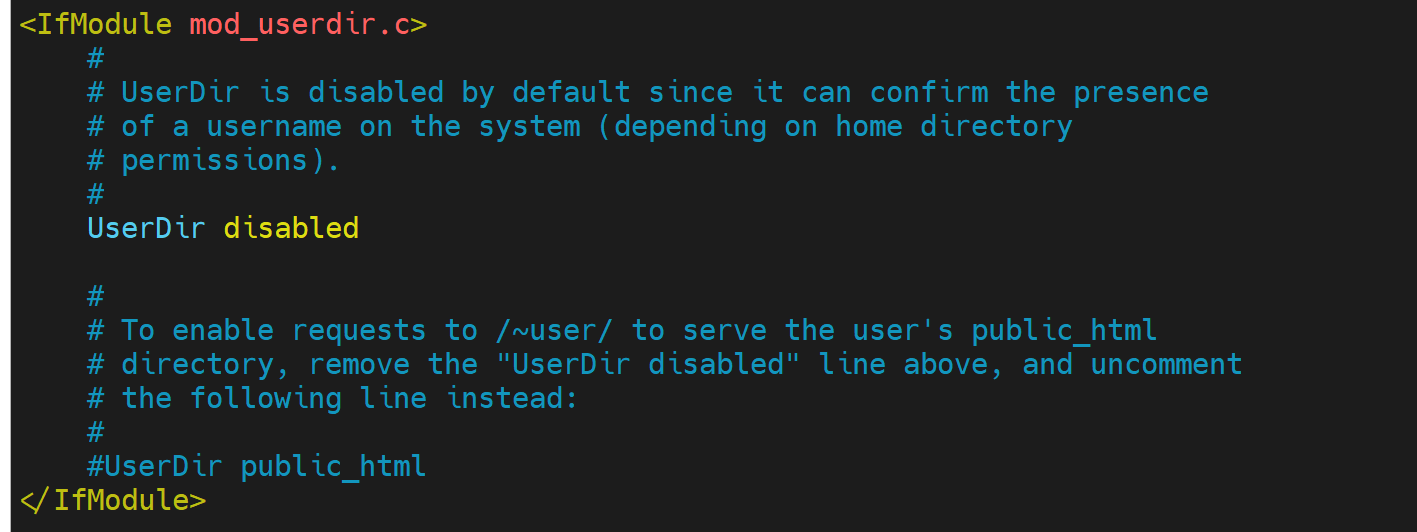 <IfModule mod_userdir.c>
#
# UserDir is disabled by default since it can confirm the presence
# of a username on the system (depending on home directory
# permissions).
#
UserDir disabled
#
# To enable requests to /~user/ to serve the user's public_html
# directory, remove the "UserDir disabled" line above, and uncomment
# the following line instead:
#
#UserDir public_html
</IfModule>